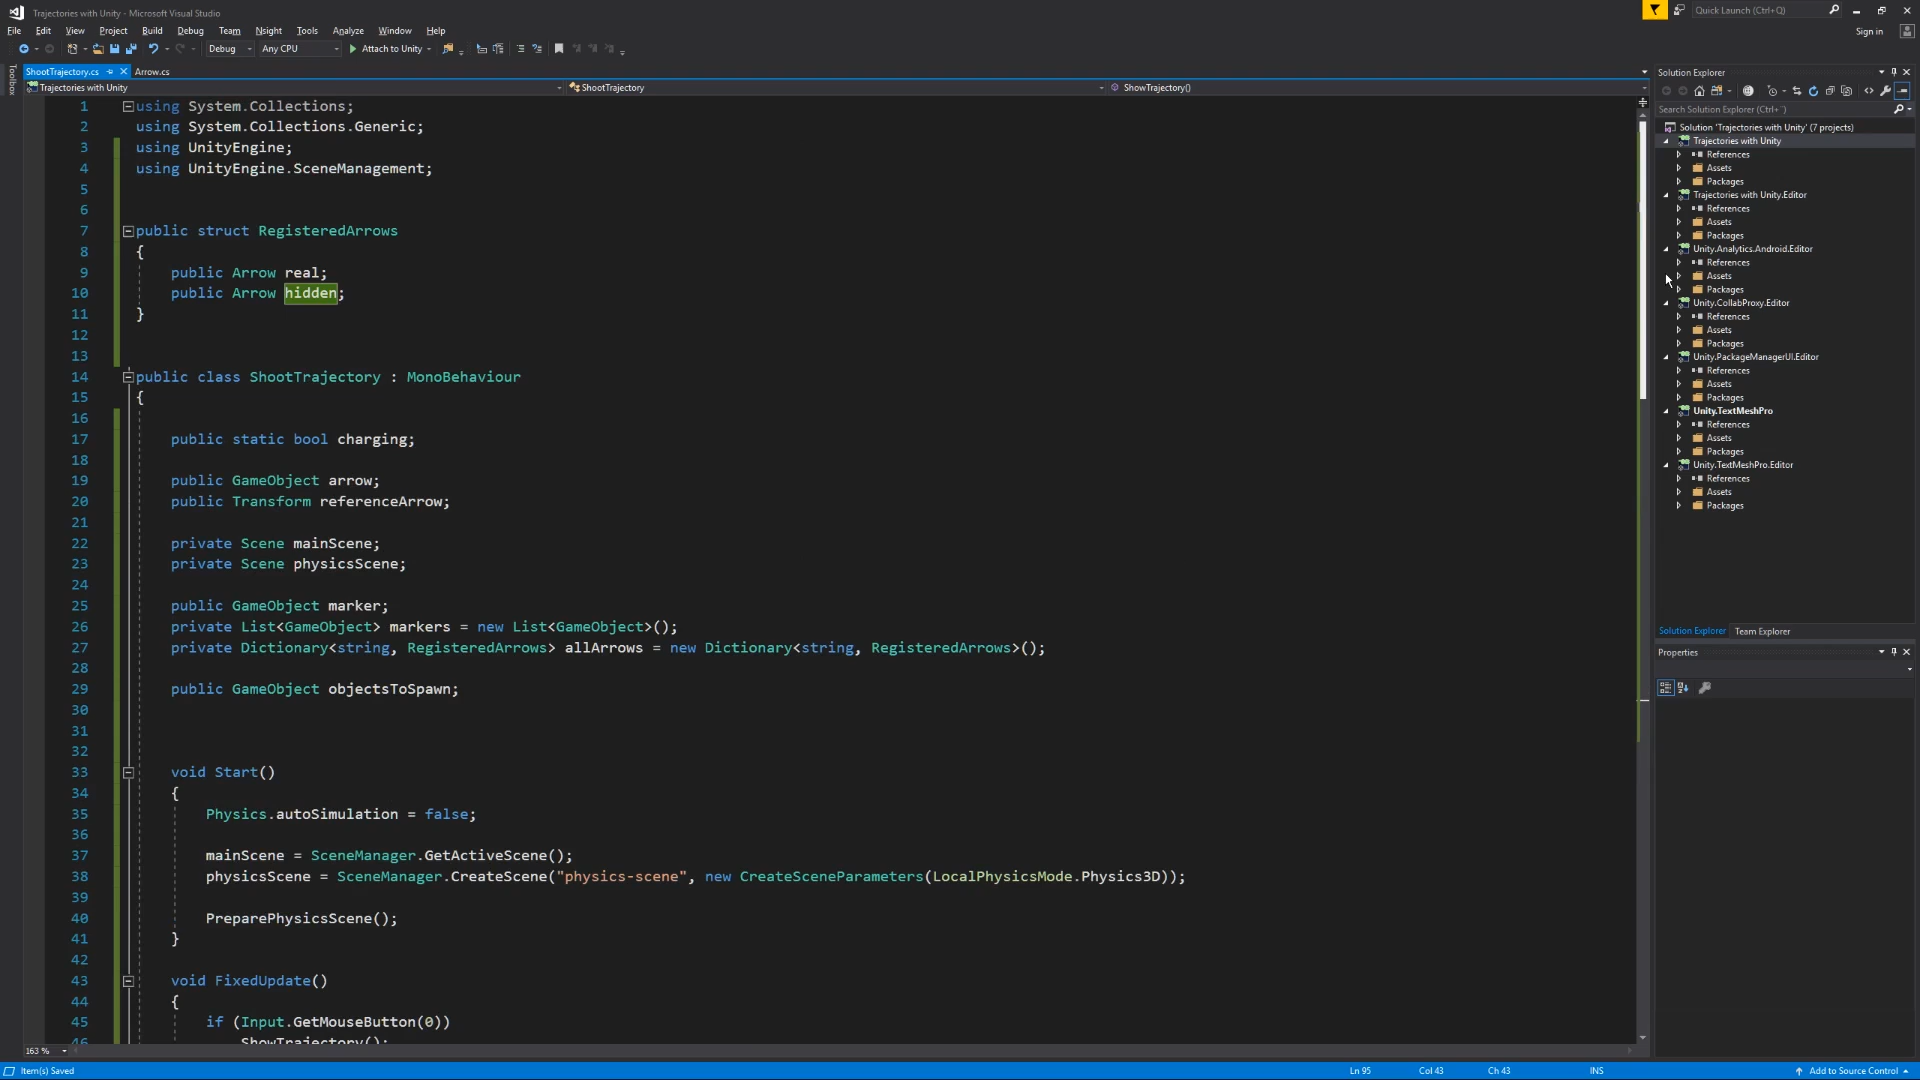 Trajectories with Unity - Microsoft Visual Studio
Quick Launch (Ctrl+Q)
File Edit View Project Build Debug Team Nsight Tools Analyze Window Help
Sign in
Debug Any CPU Attach to Unity
Toolbox
ShootTrajectory.cs Arrow.cs
Trajectories with Unity ShootTrajectory ShowTrajectory()
1 using System.Collections;
2 using System.Collections.Generic;
3 using UnityEngine;
4 using UnityEngine.SceneManagement;
5
6
7 public struct RegisteredArrows
8 {
9 public Arrow real;
10 public Arrow hidden;
11 }
12
13
14 public class ShootTrajectory : MonoBehaviour
15 {
16
17 public static bool charging;
18
19 public GameObject arrow;
20 public Transform referenceArrow;
21
22 private Scene mainScene;
23 private Scene physicsScene;
24
25 public GameObject marker;
26 private List<GameObject> markers = new List<GameObject>();
27 private Dictionary<string, RegisteredArrows> allArrows = new Dictionary<string, RegisteredArrows>();
28
29 public GameObject objectsToSpawn;
30
31
32
33 void Start()
34 {
35 Physics.autoSimulation = false;
36
37 mainScene = SceneManager.GetActiveScene();
38 physicsScene = SceneManager.CreateScene("physics-scene", new CreateSceneParameters(LocalPhysicsMode.Physics3D));
39
40 PreparePhysicsScene();
41 }
42
43 void FixedUpdate()
44 {
45 if (Input.GetMouseButton(0))
46 ShowTrajectory();
163 %
Solution Explorer
Search Solution Explorer (Ctrl+¨)
Solution 'Trajectories with Unity' (7 projects)
Trajectories with Unity
References
Assets
Packages
Trajectories with Unity.Editor
References
Assets
Packages
Unity.Analytics.Android.Editor
References
Assets
Packages
Unity.CollabProxy.Editor
References
Assets
Packages
Unity.PackageManagerUI.Editor
References
Assets
Packages
Unity.TextMeshPro
References
Assets
Packages
Unity.TextMeshPro.Editor
References
Assets
Packages
Solution Explorer Team Explorer
Properties
Item(s) Saved Ln 95 Col 43 Ch 43 INS Add to Source Control